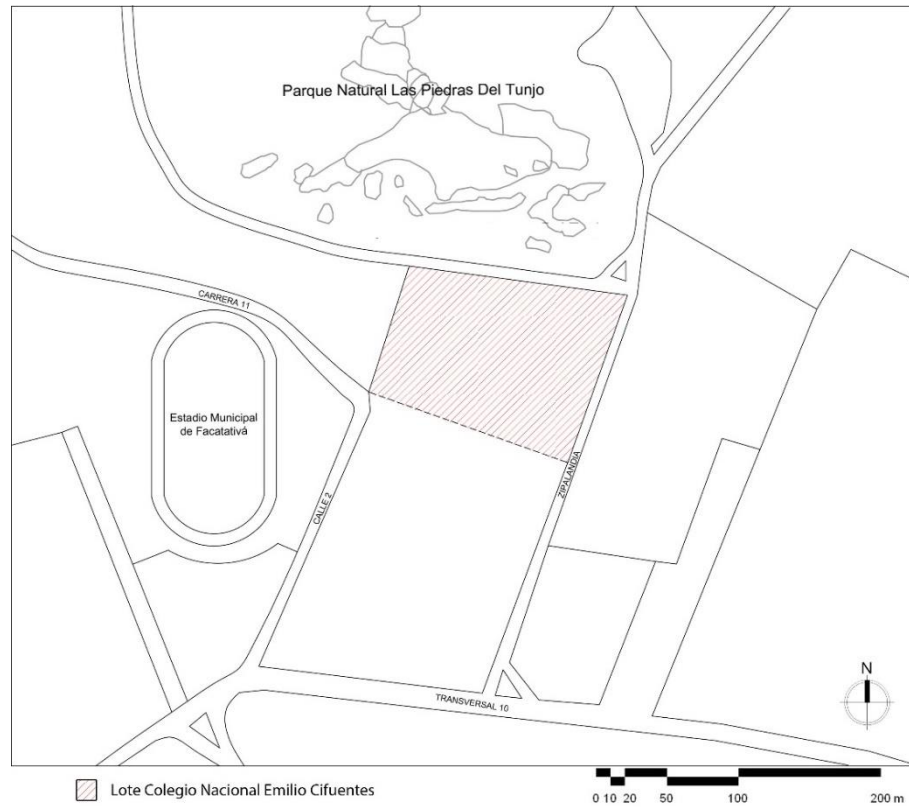 Parque Natural Las Piedras Del Tunjo
CARRERA 11
Estadio Municipal
de Facatativá
CALLE 2
ZIPALANDIA
TRANSVERSAL 10
N
Lote Colegio Nacional Emilio Cifuentes
0 10 20 50 100 200 m